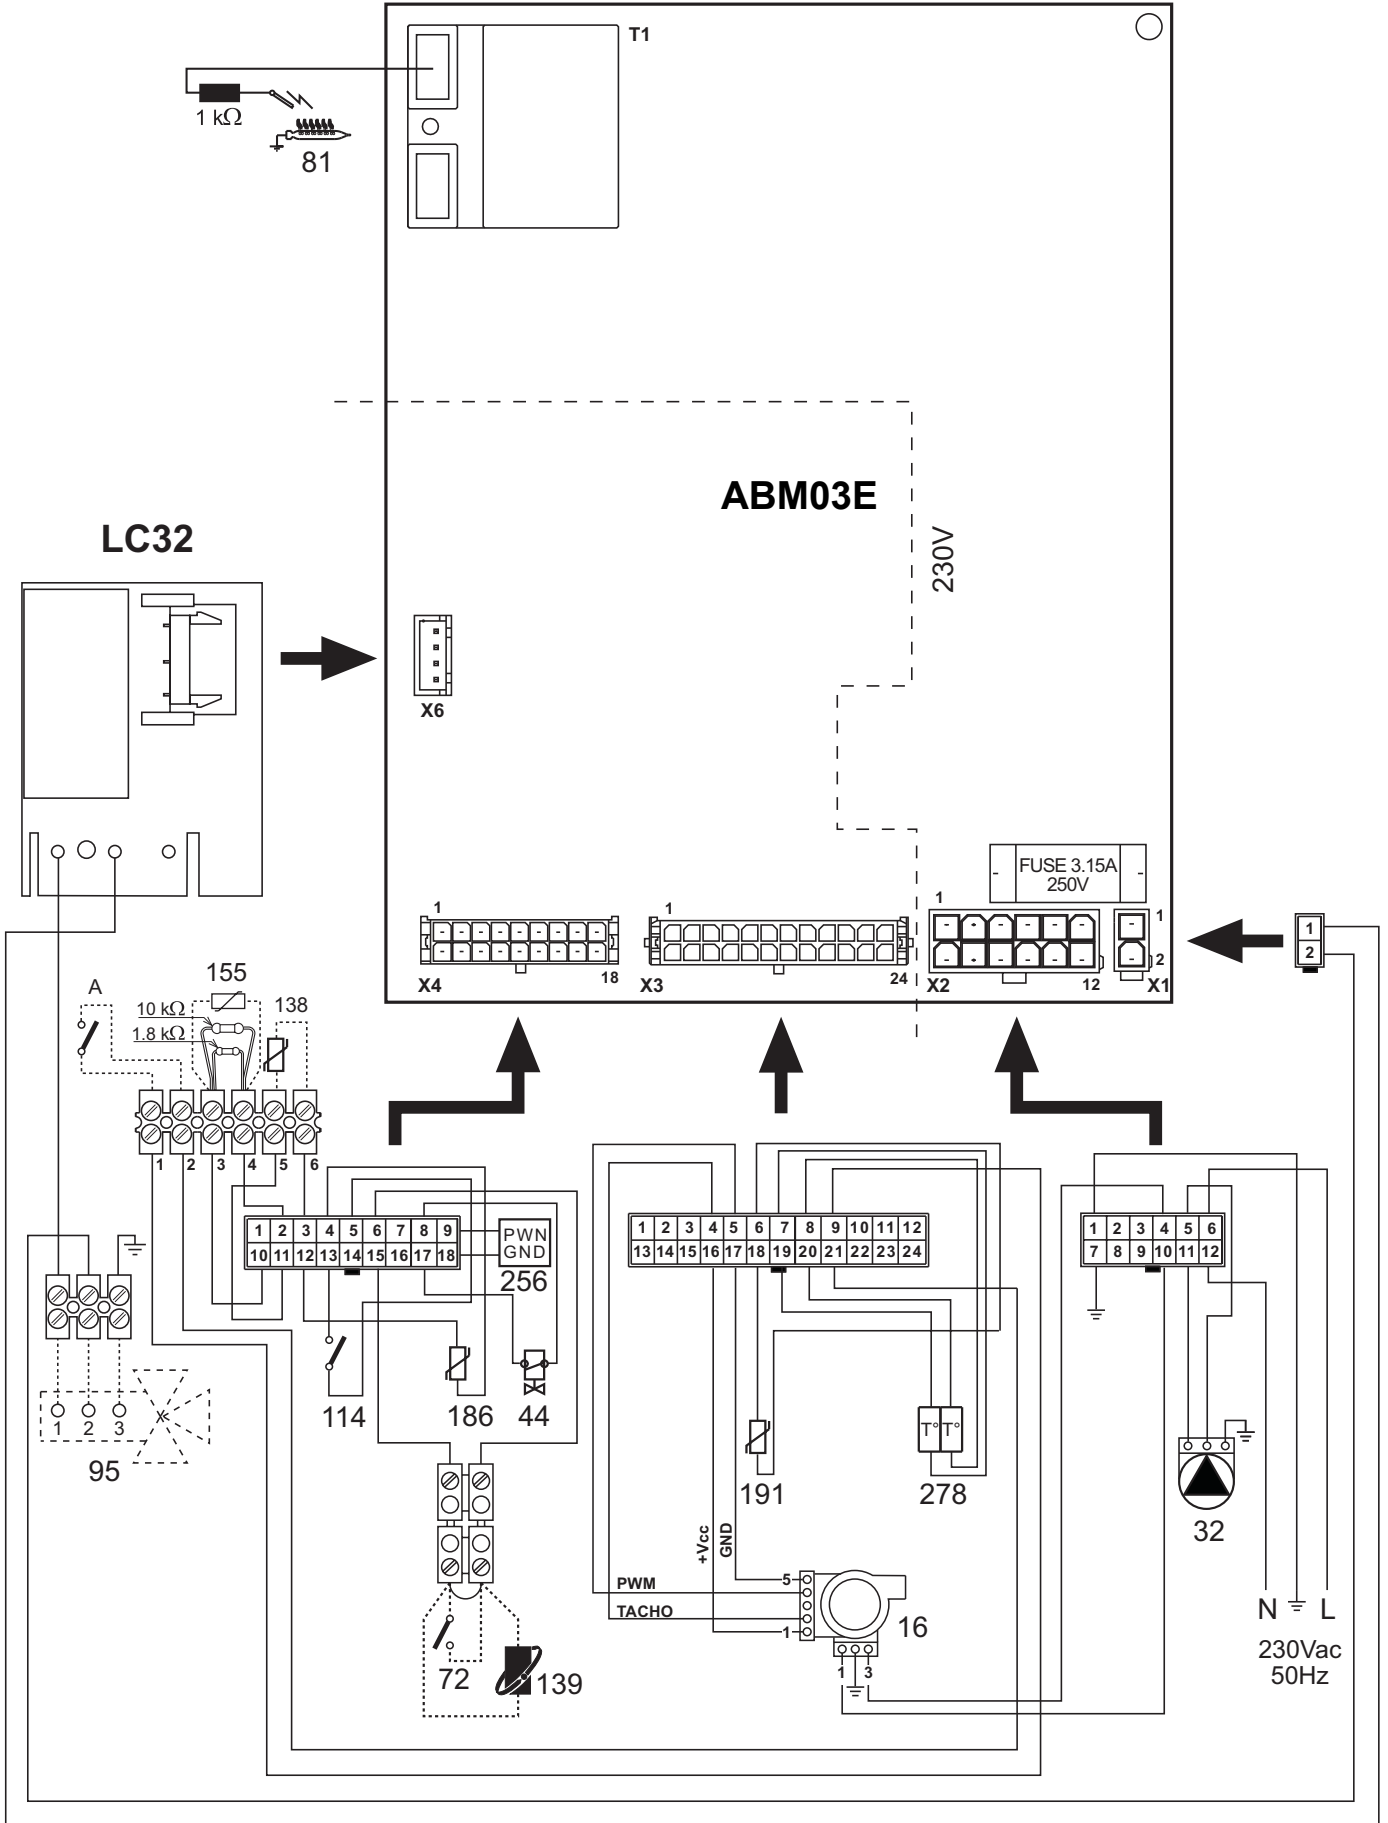 T1
1 kΩ
81
ABM03E
230V
LC32
X6
FUSE 3.15A
250V
1
18
X4
1
24
X3
1
12
X2
1
2
X1
1
2
A
155
10 kΩ
1.8 kΩ
138
1 2 3 4 5 6
1 2 3 4 5 6 7 8 9
10 11 12 13 14 15 16 17 18
PWN
GND
256
1 2 3 4 5 6 7 8 9 10 11 12
13 14 15 16 17 18 19 20 21 22 23 24
1 2 3 4 5 6
7 8 9 10 11 12
114
186
44
1 2 3
95
191
T° T°
278
32
+Vcc
GND
PWM
TACHO
5
1
16
1 3
72
139
N L
230Vac
50Hz